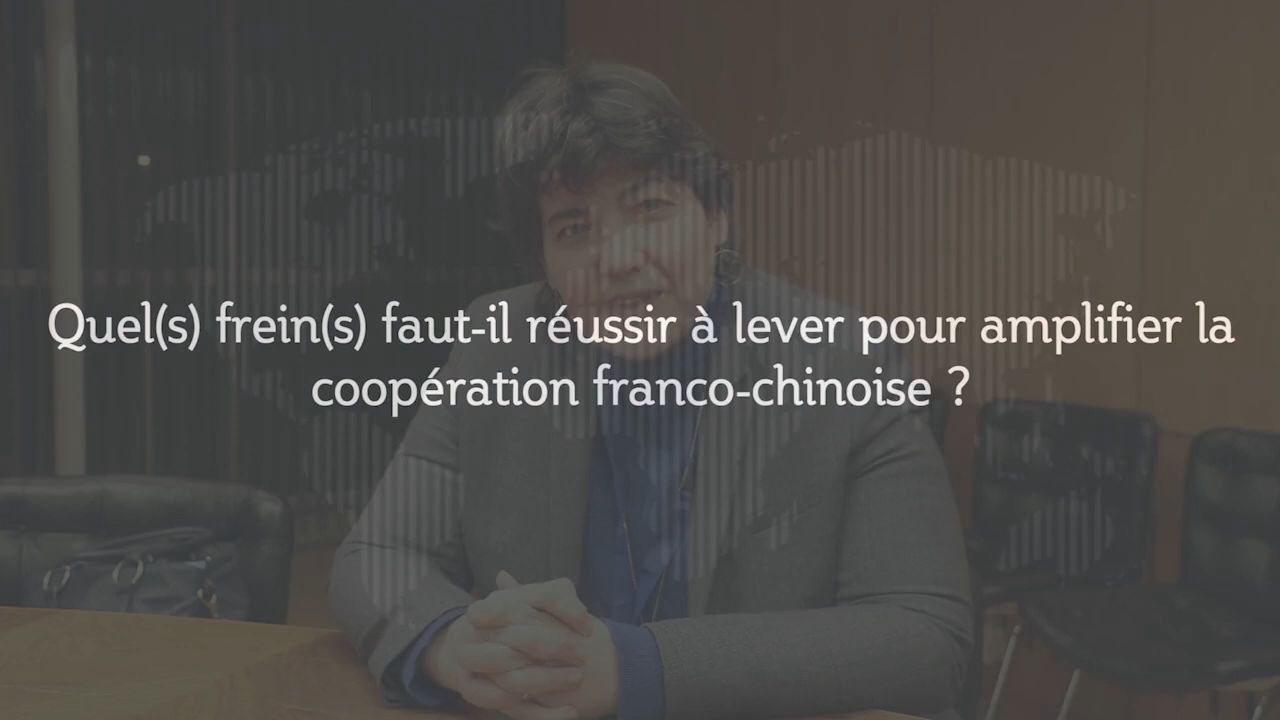 Quel(s) frein(s) faut-il réussir à lever pour amplifier la
coopération franco-chinoise ?